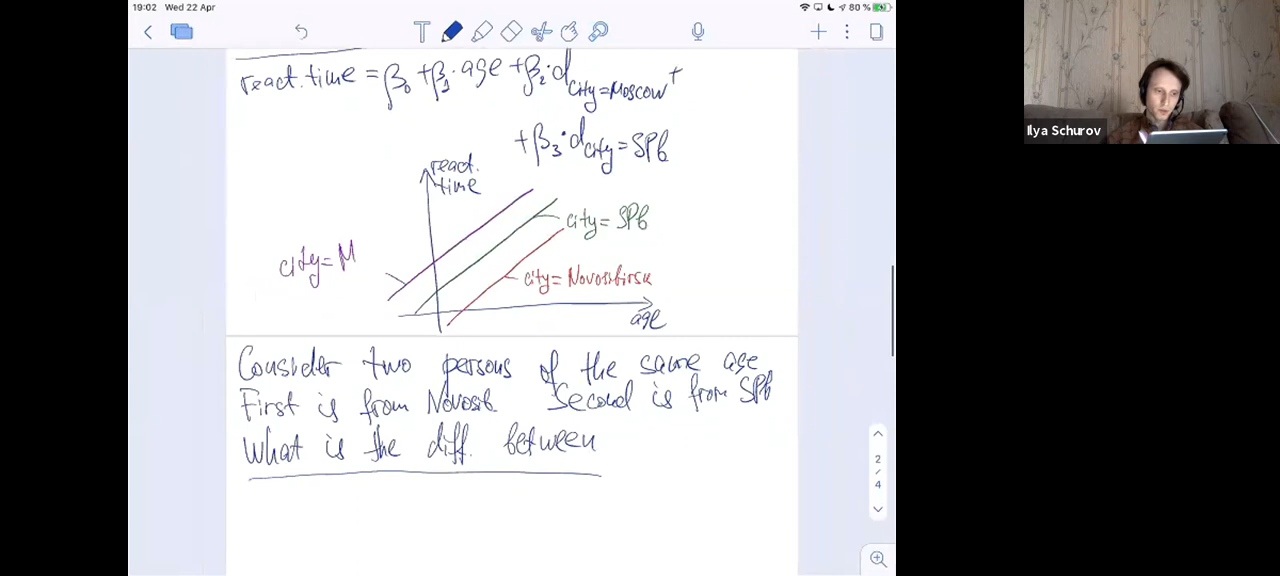 19:02 Wed 22 Apr
80 %
react. time = β₀ + β₁ · age + β₂ · d city = Moscow +
+ β₃ · d city = SPb
react. time
city = SPb
city = M
city = Novosibirsk
age
Consider two persons of the same age
First is from Novosib. Second is from SPb
What is the diff. between
2 / 4
Ilya Schurov